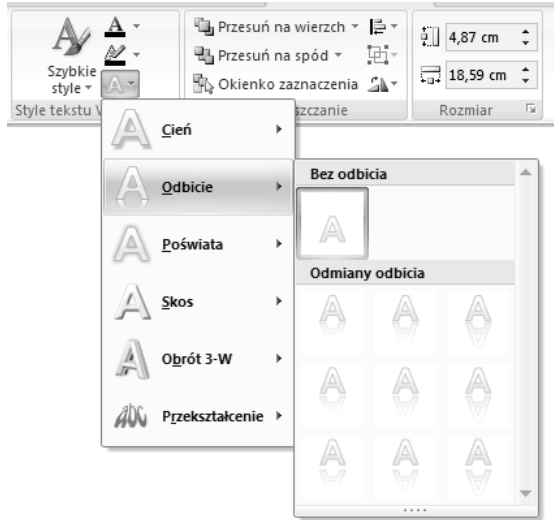 Szybkie
style
Przesuń na wierzch
Przesuń na spód
Okienko zaznaczenia
4,87 cm
18,59 cm
Style tekstu
Rozmiar
Cień
Odbicie
Poświata
Skos
Obrót 3-W
Przekształcenie
Bez odbicia
Odmiany odbicia